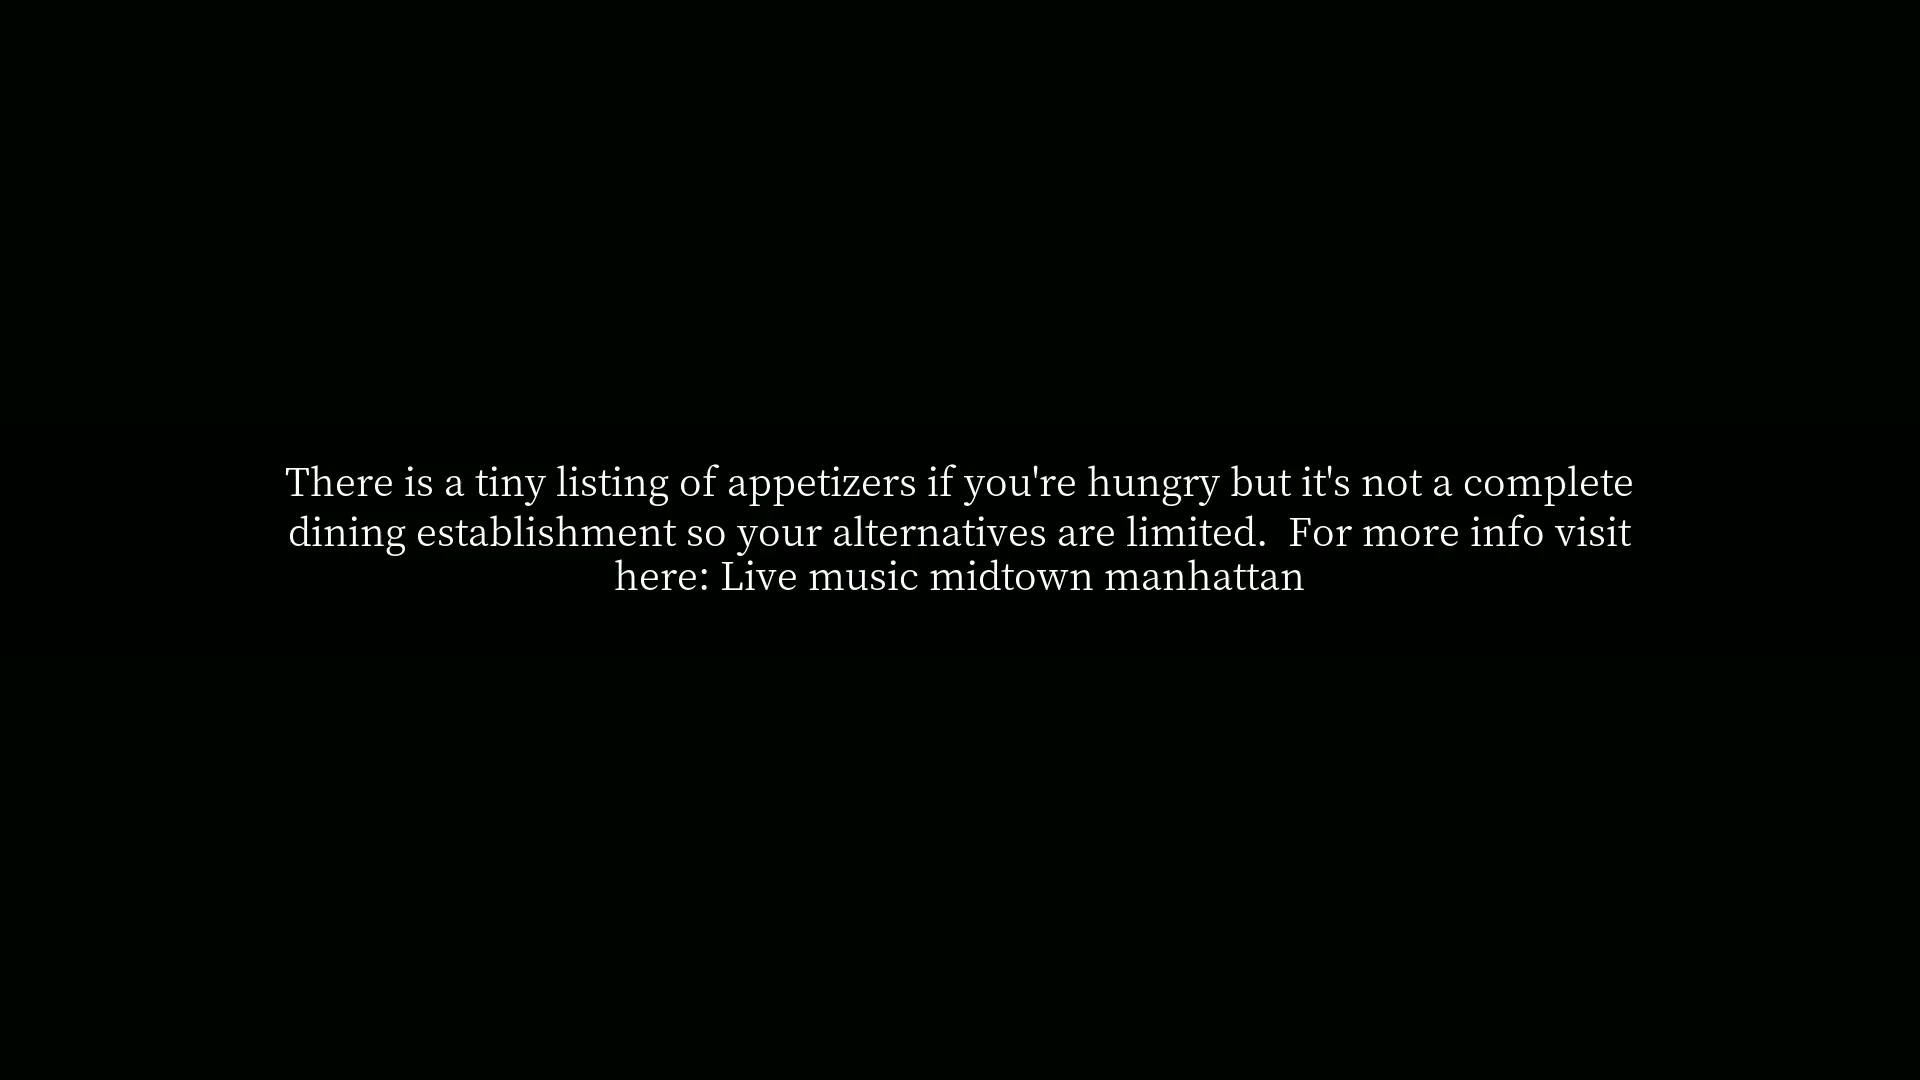 There is a tiny listing of appetizers if you're hungry but it's not a complete
dining establishment so your alternatives are limited.  For more info visit
here: Live music midtown manhattan